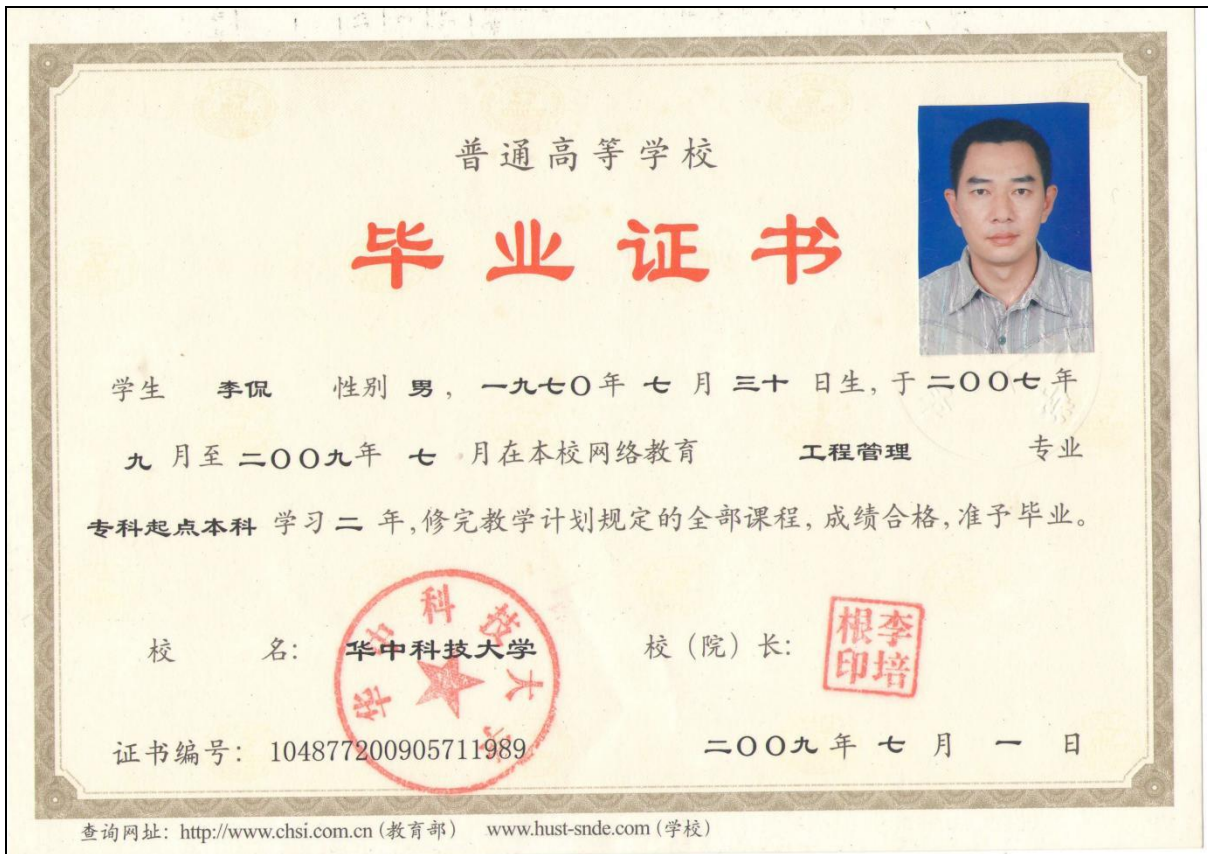 普通高等学校
毕业证书
学生 李侃 性别 男, 一九七〇年 七 月 三十 日生, 于 二〇〇七 年
九 月至 二〇〇九年 七 月在本校网络教育 工程管理 专业
专科起点本科 学习 二 年, 修完教学计划规定的全部课程, 成绩合格, 准予毕业。
校 名: 华中科技大学 校（院）长: 李培根印
华中科技大学
证书编号: 104877200905711989 二〇〇九 年 七 月 一 日
查询网址: http://www.chsi.com.cn (教育部) www.hust-snde.com (学校)